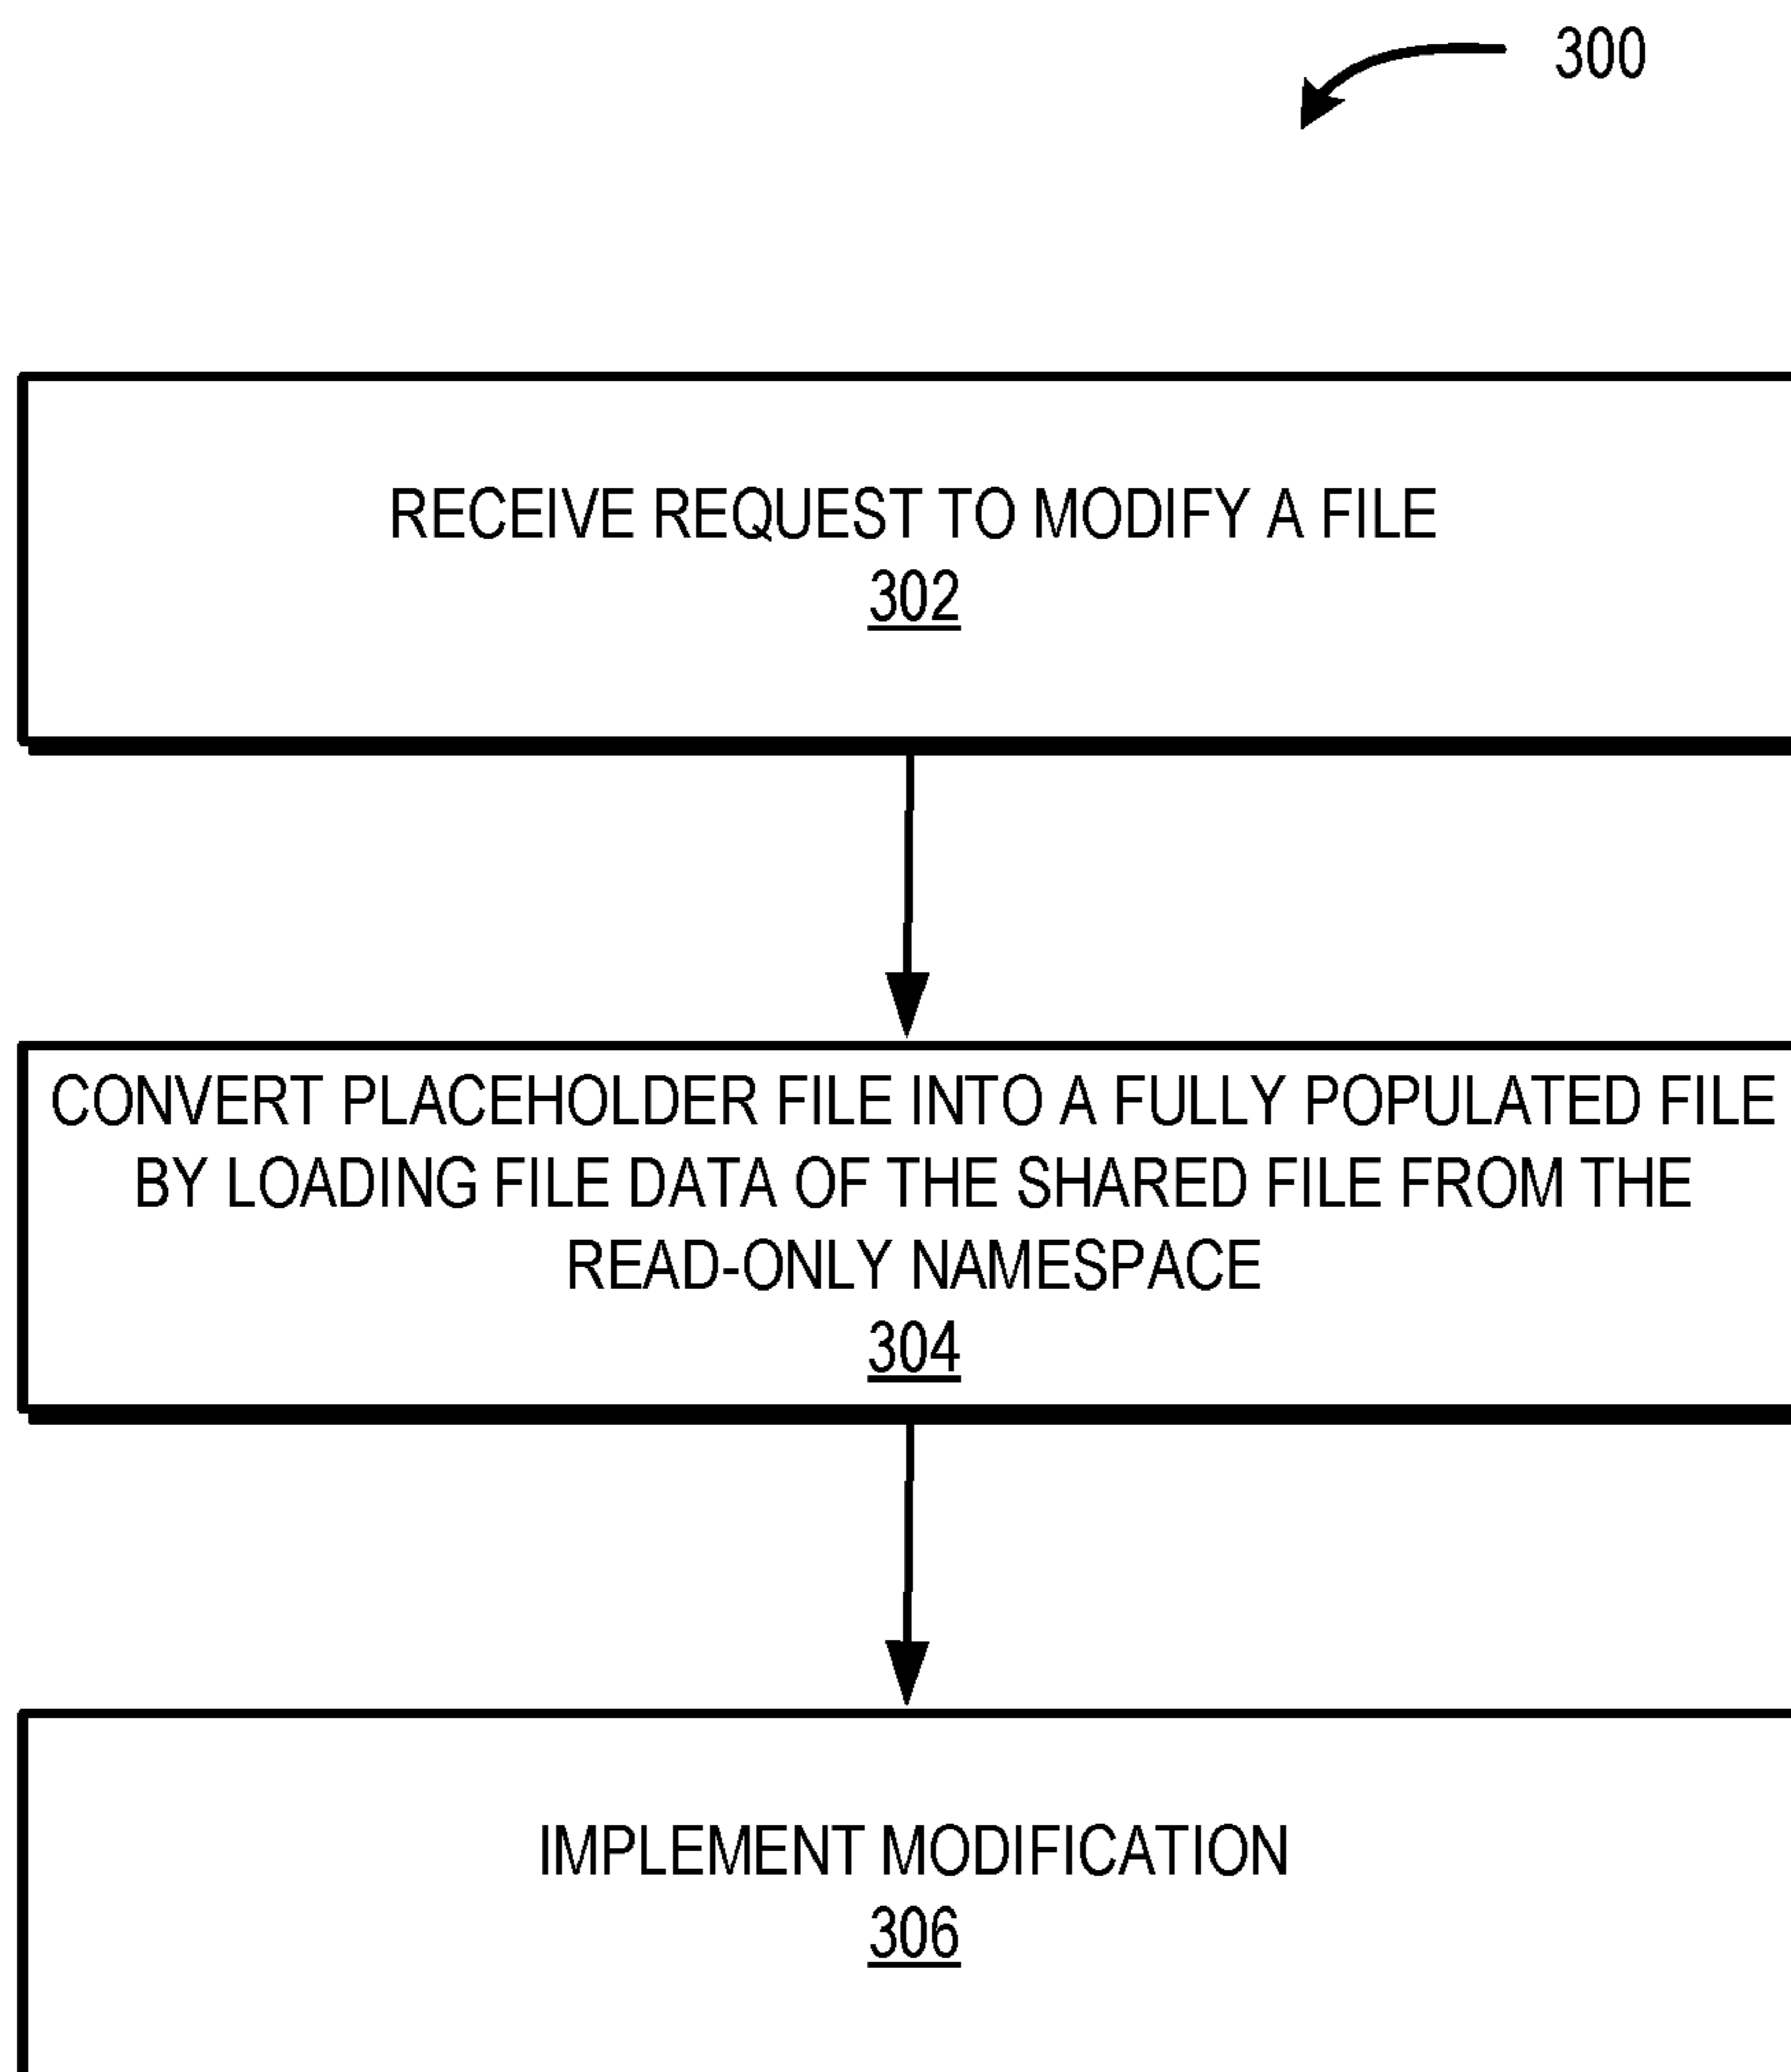 300
RECEIVE REQUEST TO MODIFY A FILE
302
CONVERT PLACEHOLDER FILE INTO A FULLY POPULATED FILE
BY LOADING FILE DATA OF THE SHARED FILE FROM THE
READ-ONLY NAMESPACE
304
IMPLEMENT MODIFICATION
306